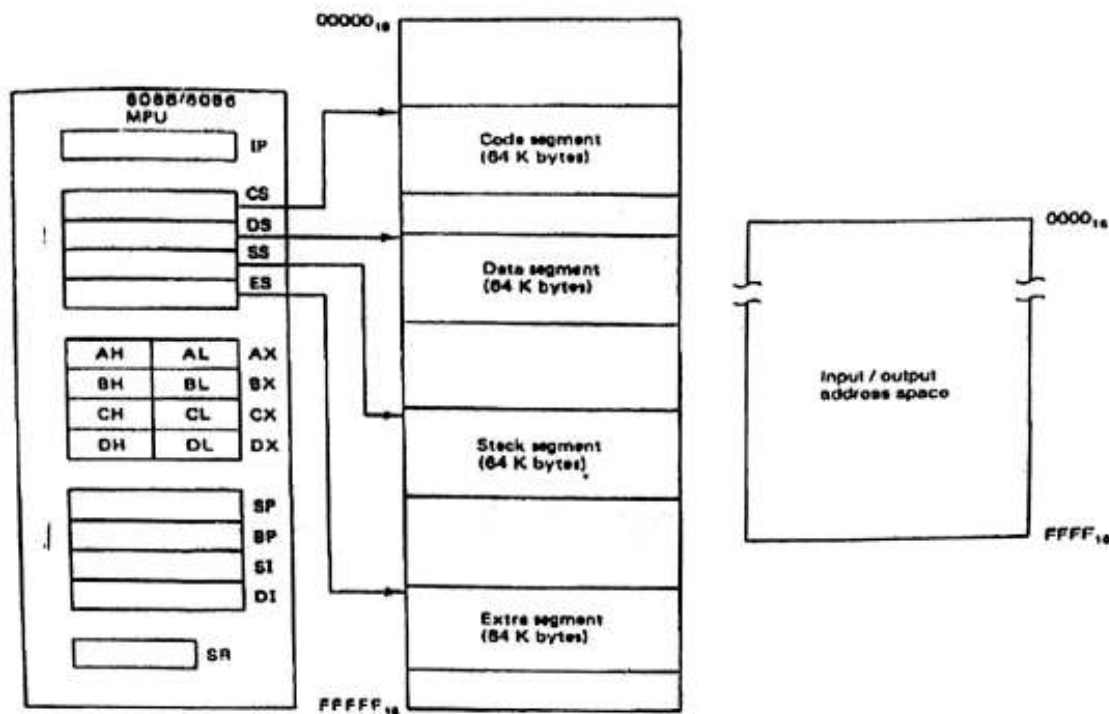 00000₁₆
8088/8086
MPU
IP
CS
DS
SS
ES
AH AL AX
BH BL BX
CH CL CX
DH DL DX
SP
BP
SI
DI
SR
Code segment
(64 K bytes)
Data segment
(64 K bytes)
Stack segment
(64 K bytes)
Extra segment
(64 K bytes)
FFFFF₁₆
0000₁₆
Input / output
address space
FFFF₁₆